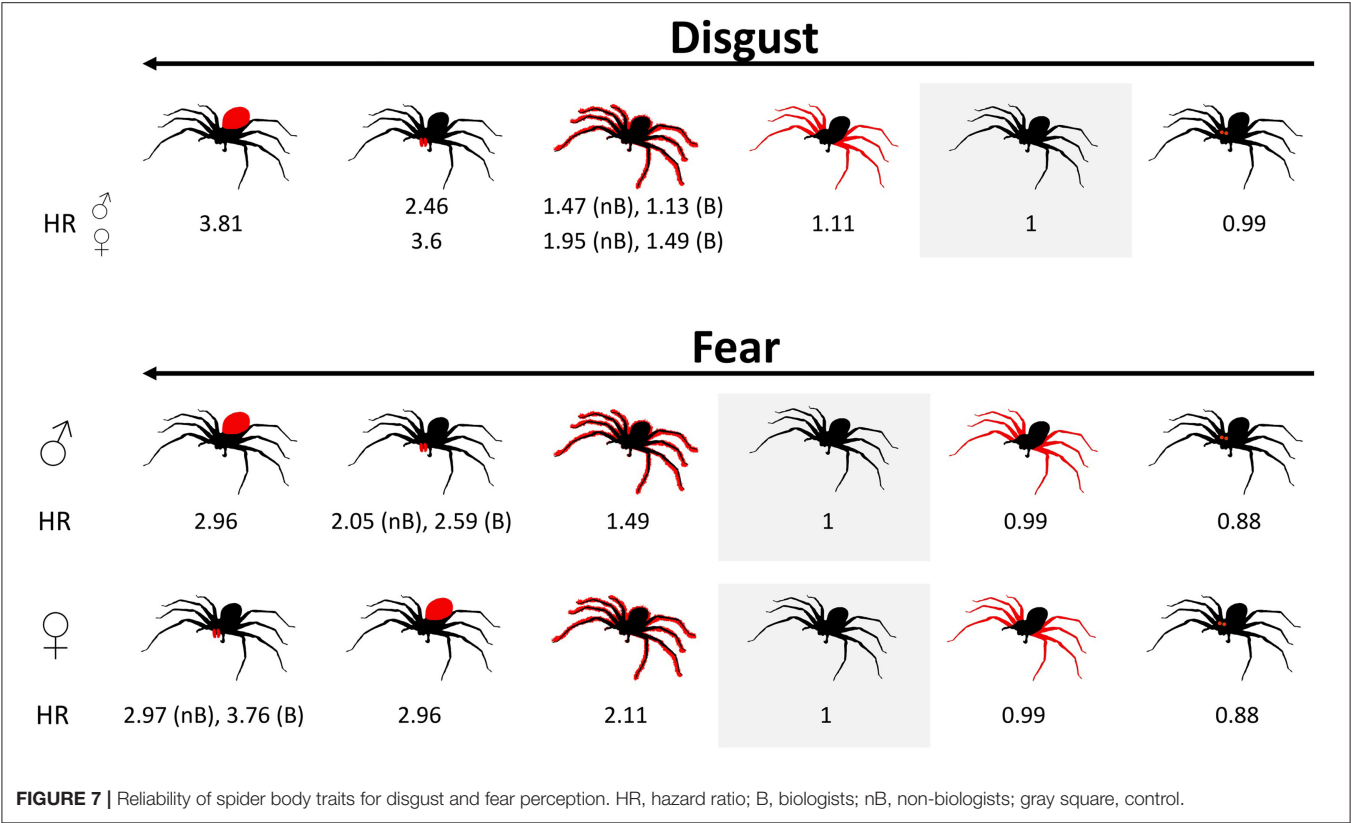 Disgust
♂ 2.46 1.47 (nB), 1.13 (B)
HR 3.81 1.11 1 0.99
♀ 3.6 1.95 (nB), 1.49 (B)
Fear
♂
HR 2.96 2.05 (nB), 2.59 (B) 1.49 1 0.99 0.88
♀
HR 2.97 (nB), 3.76 (B) 2.96 2.11 1 0.99 0.88
FIGURE 7 | Reliability of spider body traits for disgust and fear perception. HR, hazard ratio; B, biologists; nB, non-biologists; gray square, control.